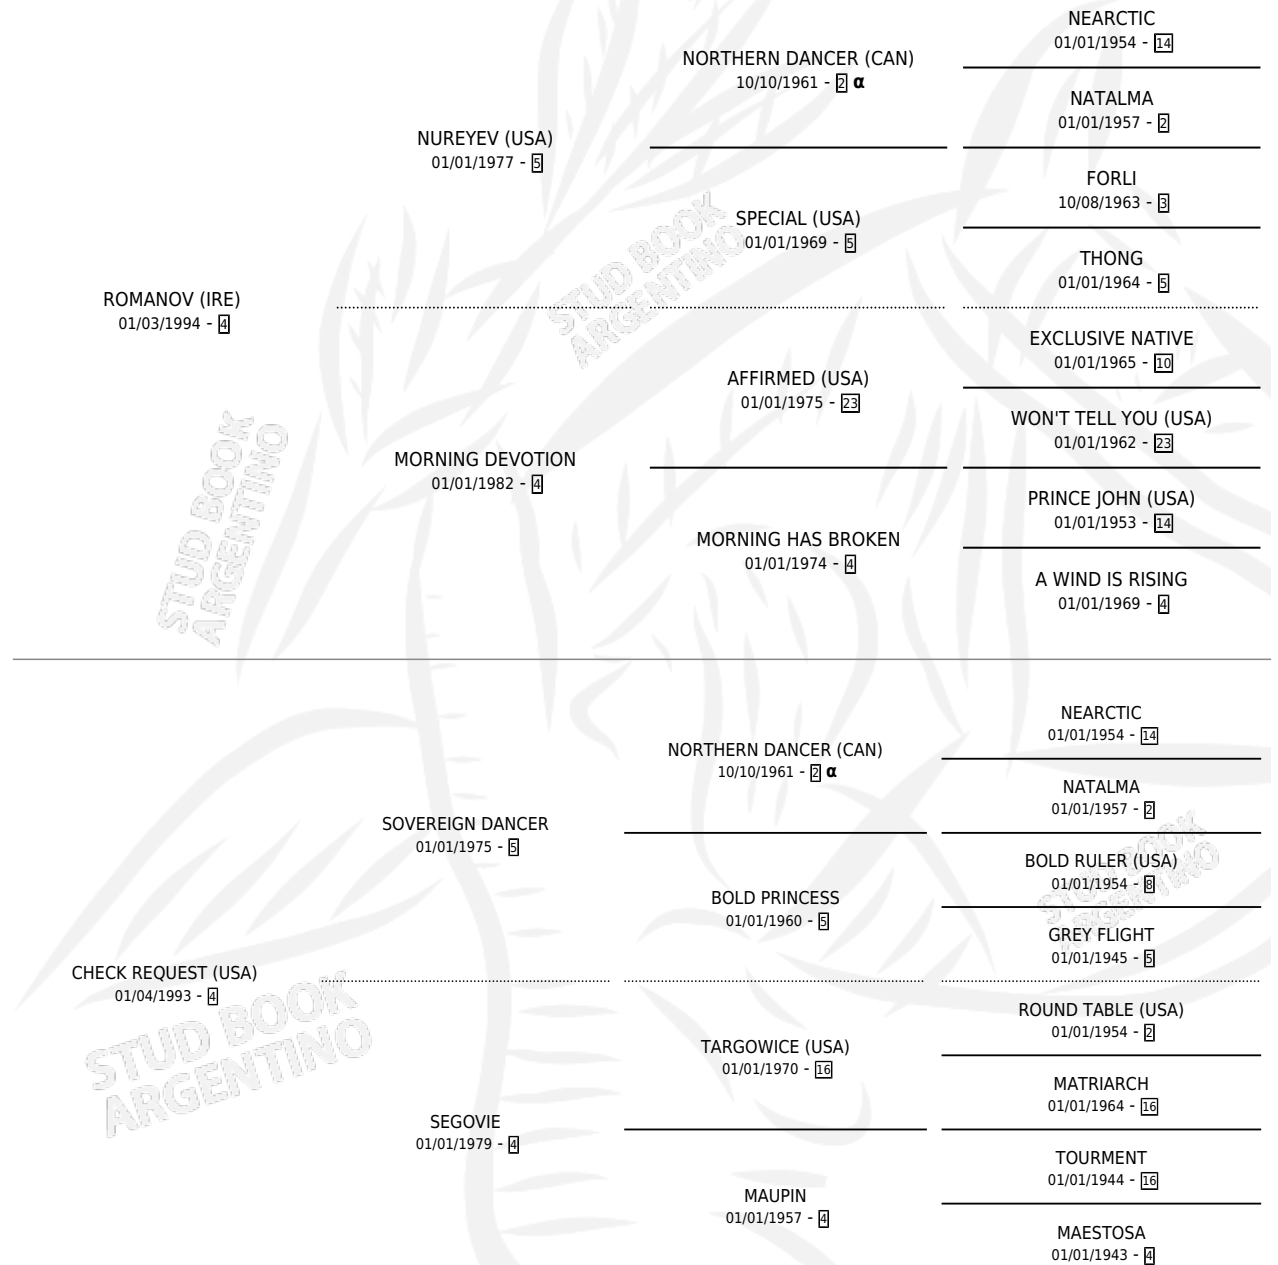 NEARCTIC
01/01/1954 - 14
NORTHERN DANCER (CAN)
10/10/1961 - 2 α
NATALMA
01/01/1957 - 2
NUREYEV (USA)
01/01/1977 - 5
FORLI
10/08/1963 - 3
SPECIAL (USA)
01/01/1969 - 5
THONG
01/01/1964 - 5
ROMANOV (IRE)
01/03/1994 - 4
EXCLUSIVE NATIVE
01/01/1965 - 10
AFFIRMED (USA)
01/01/1975 - 23
WON'T TELL YOU (USA)
01/01/1962 - 23
MORNING DEVOTION
01/01/1982 - 4
PRINCE JOHN (USA)
01/01/1953 - 14
MORNING HAS BROKEN
01/01/1974 - 4
A WIND IS RISING
01/01/1969 - 4
NEARCTIC
01/01/1954 - 14
NORTHERN DANCER (CAN)
10/10/1961 - 2 α
NATALMA
01/01/1957 - 2
SOVEREIGN DANCER
01/01/1975 - 5
BOLD RULER (USA)
01/01/1954 - 8
BOLD PRINCESS
01/01/1960 - 5
GREY FLIGHT
01/01/1945 - 5
CHECK REQUEST (USA)
01/04/1993 - 4
ROUND TABLE (USA)
01/01/1954 - 2
TARGOWICE (USA)
01/01/1970 - 16
MATRIARCH
01/01/1964 - 16
SEGOVIE
01/01/1979 - 4
TOURMENT
01/01/1944 - 16
MAUPIN
01/01/1957 - 4
MAESTOSA
01/01/1943 - 4
STUD BOOK
ARGENTINO
STUD BOOK
ARGENTINO
STUD BOOK
ARGENTINO
STUD BOOK
ARGENTINO